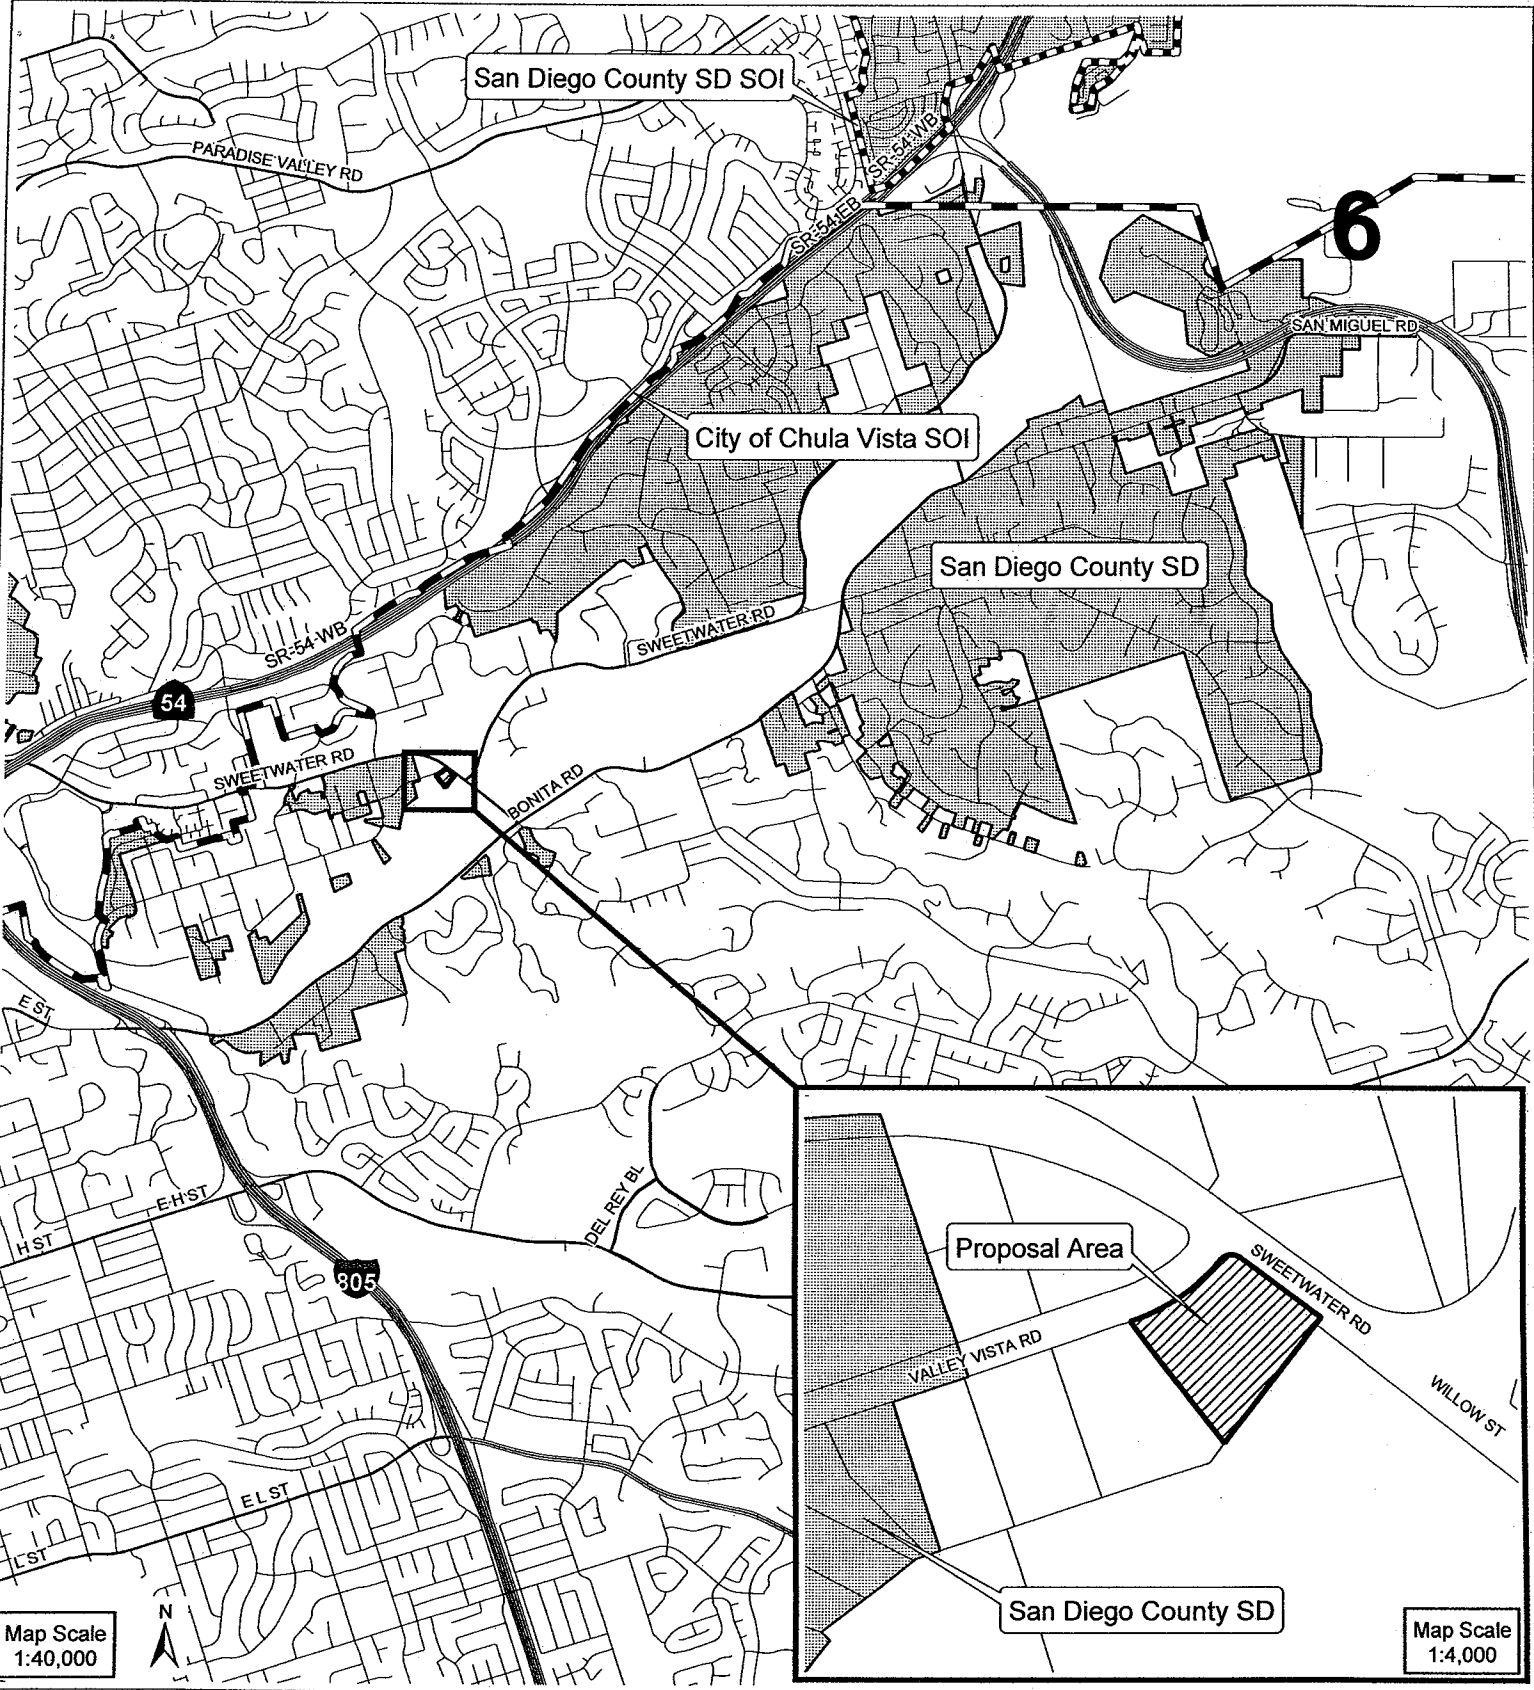 San Diego County SD SOI
PARADISE VALLEY RD
SR-54-WB
SR-54-EB
6
SAN MIGUEL RD
City of Chula Vista SOI
San Diego County SD
SWEETWATER RD
SR-54-WB
54
SWEETWATER RD
BONITA RD
E ST
E H ST
H ST
DEL REY BL
805
E L ST
L ST
N
Map Scale
1:40,000
Proposal Area
SWEETWATER RD
VALLEY VISTA RD
WILLOW ST
San Diego County SD
Map Scale
1:4,000